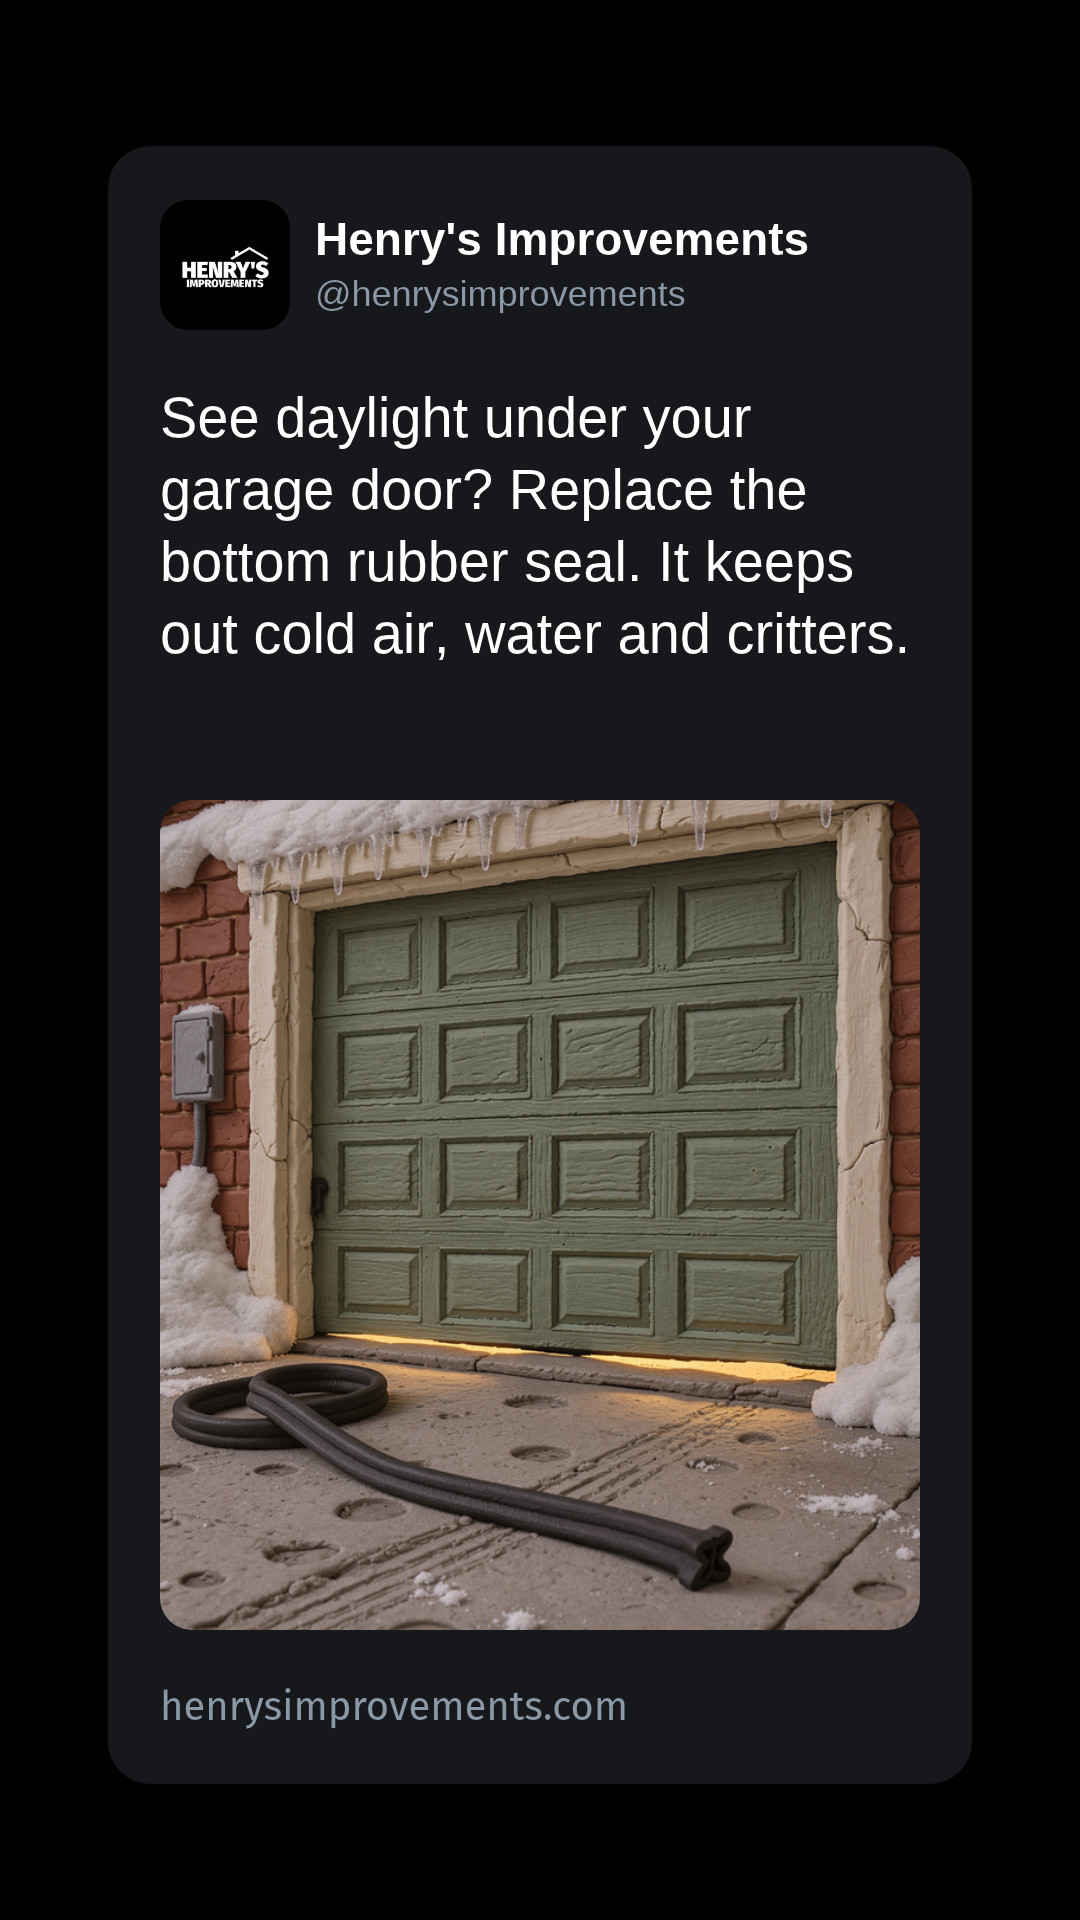 HENRY'S
IMPROVEMENTS
Henry's Improvements
@henrysimprovements
See daylight under your
garage door? Replace the
bottom rubber seal. It keeps
out cold air, water and critters.
henrysimprovements.com